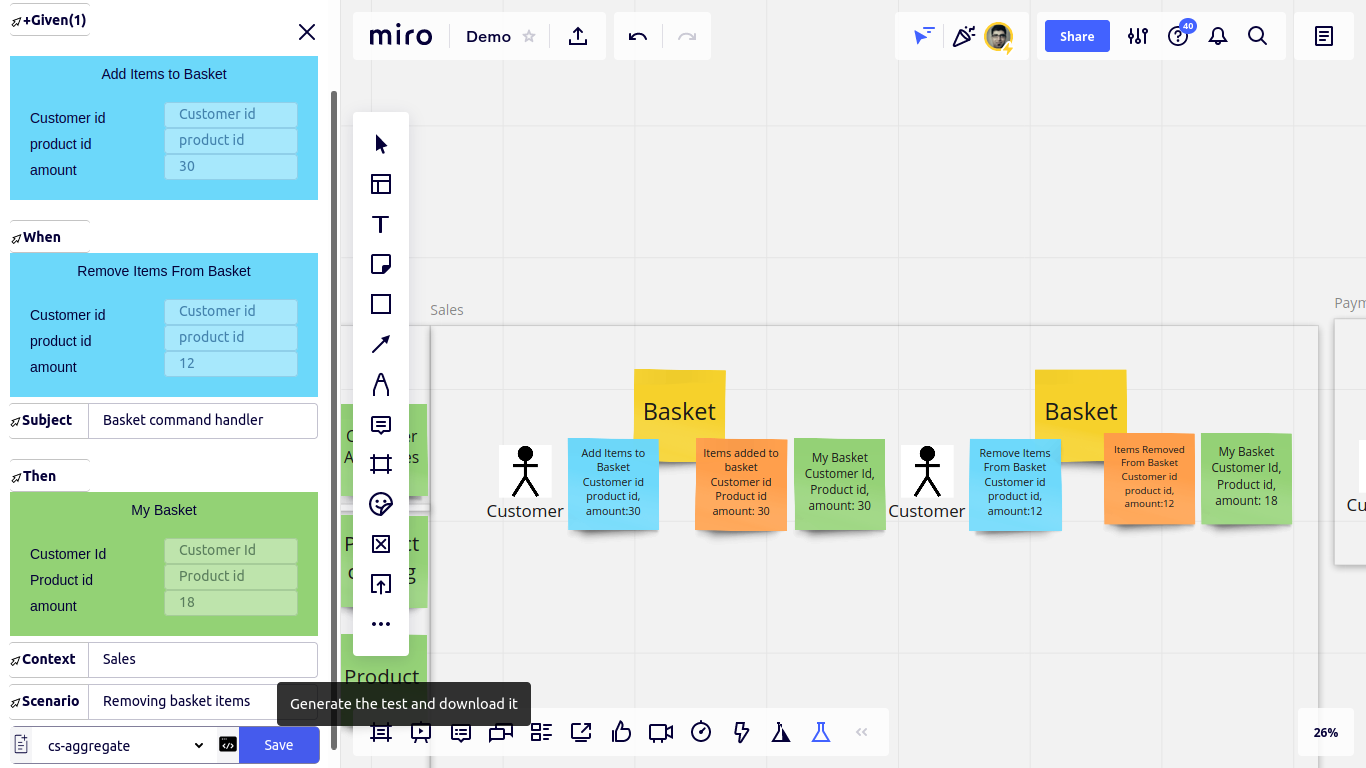 +Given(1)
Add Items to Basket
Customer id
Customer id
product id
product id
amount
30
When
Remove Items From Basket
Customer id
Customer id
product id
product id
amount
12
Subject
Basket command handler
Then
My Basket
Customer Id
Customer Id
Product id
Product id
amount
18
Context
Sales
Scenario
Removing basket items
cs-aggregate
Save
Generate the test and download it
miro
Demo
Share
40
Sales
Paym
Basket
Customer
Add Items to
Basket
Customer id
product id,
amount:30
Items added to
basket
Customer id
Product id
amount: 30
My Basket
Customer Id,
Product id,
amount: 30
Basket
Customer
Remove Items
From Basket
Customer id
product id,
amount:12
Items Removed
From Basket
Customer id
product id,
amount:12
My Basket
Customer Id,
Product id,
amount: 18
Cu
Product
26%